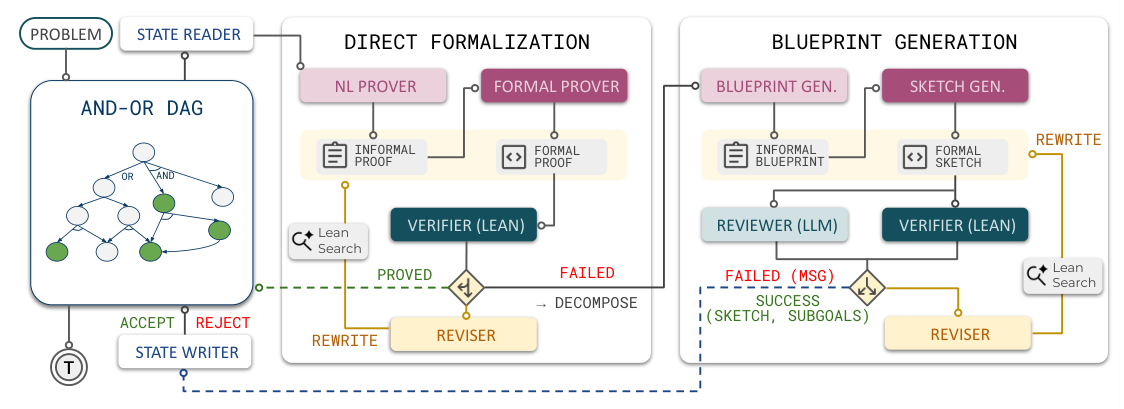 PROBLEM
STATE READER
AND-OR DAG
OR
AND
ACCEPT
REJECT
STATE WRITER
T
DIRECT FORMALIZATION
NL PROVER
FORMAL PROVER
INFORMAL
PROOF
FORMAL
PROOF
Lean
Search
VERIFIER (LEAN)
PROVED
FAILED
→ DECOMPOSE
REWRITE
REVISER
BLUEPRINT GENERATION
BLUEPRINT GEN.
SKETCH GEN.
INFORMAL
BLUEPRINT
FORMAL
SKETCH
REWRITE
REVIEWER (LLM)
VERIFIER (LEAN)
Lean
Search
FAILED (MSG)
SUCCESS
(SKETCH, SUBGOALS)
REVISER